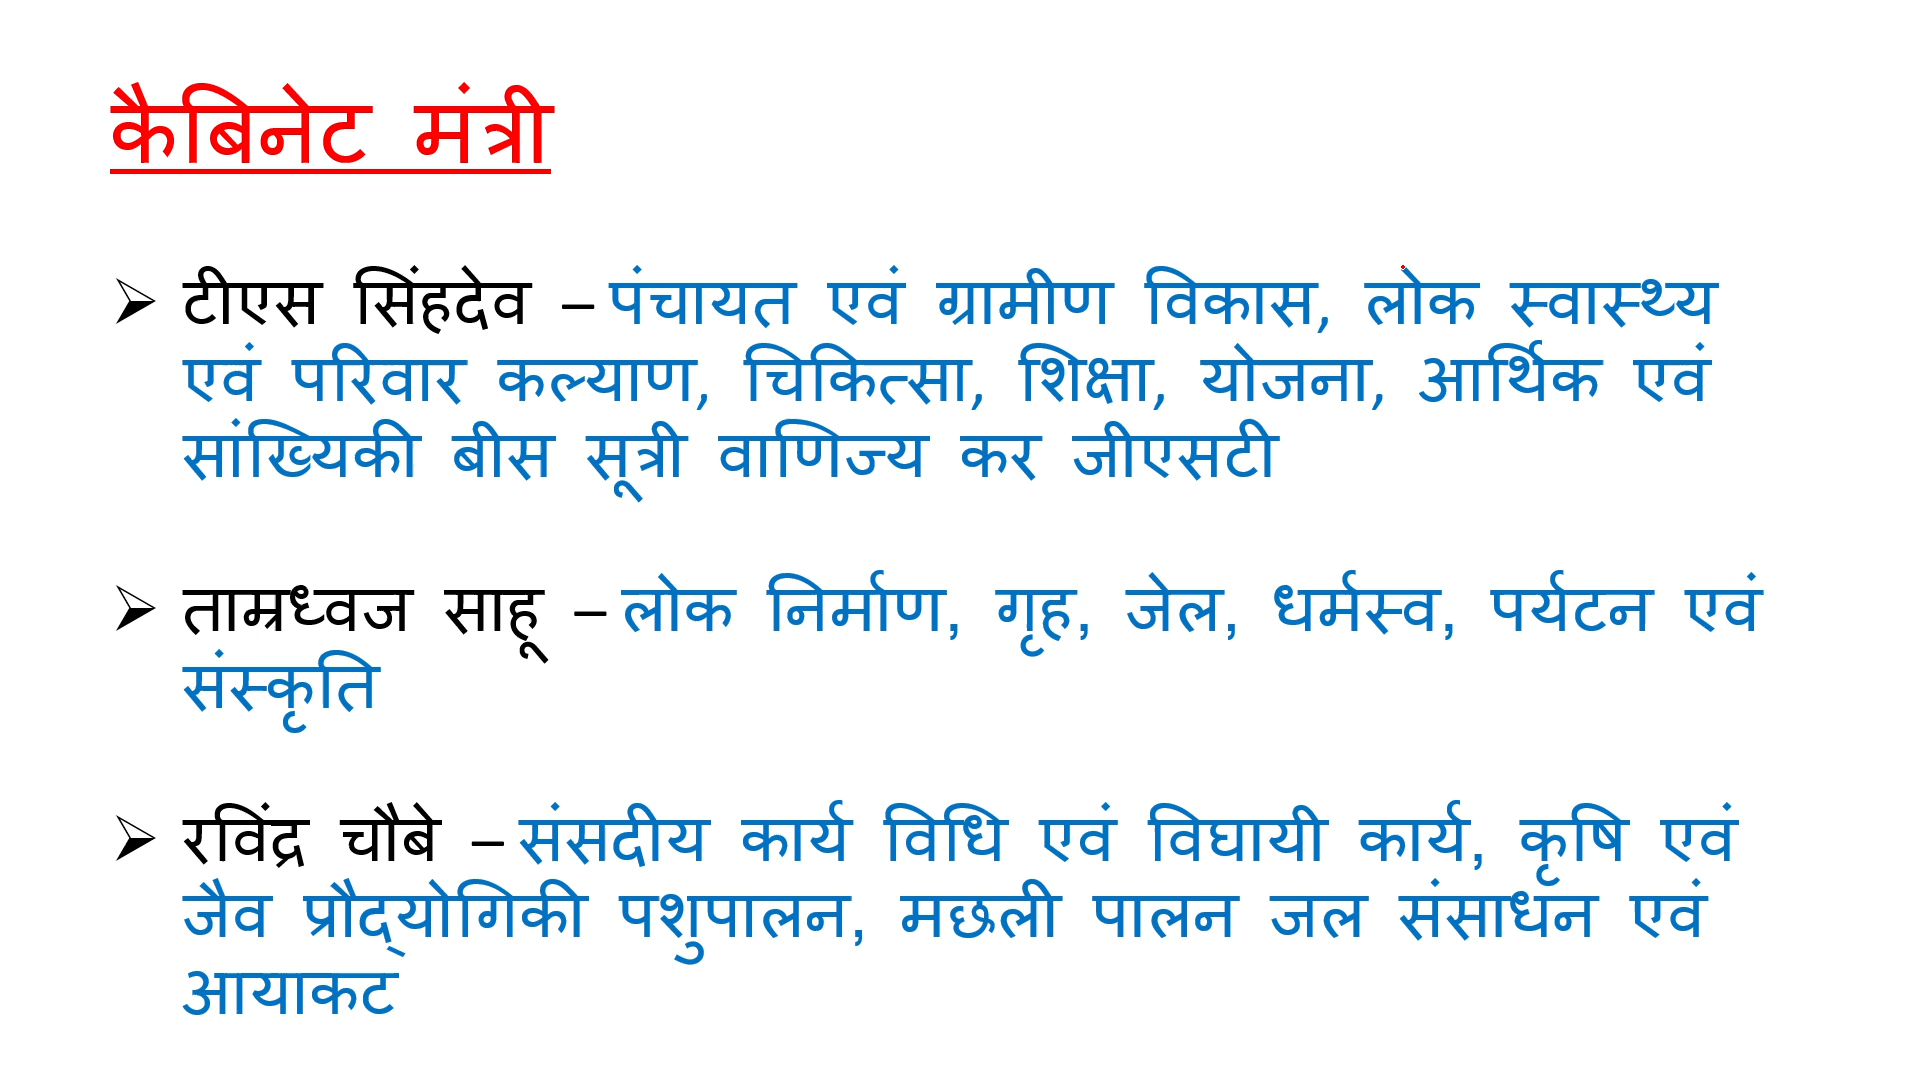 कैबिनेट मंत्री
➢ टीएस सिंहदेव – पंचायत एवं ग्रामीण विकास, लोक स्वास्थ्य
एवं परिवार कल्याण, चिकित्सा, शिक्षा, योजना, आर्थिक एवं
सांख्यिकी बीस सूत्री वाणिज्य कर जीएसटी
➢ ताम्रध्वज साहू – लोक निर्माण, गृह, जेल, धर्मस्व, पर्यटन एवं
संस्कृति
➢ रविंद्र चौबे – संसदीय कार्य विधि एवं विघायी कार्य, कृषि एवं
जैव प्रौद्योगिकी पशुपालन, मछली पालन जल संसाधन एवं
आयाकट